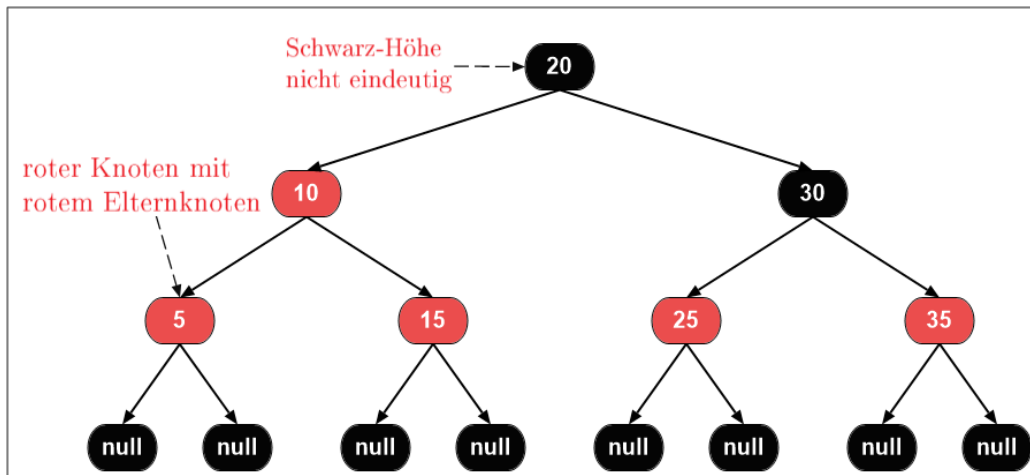 Schwarz-Höhe
nicht eindeutig
20
roter Knoten mit
rotem Elternknoten
10
30
5
15
25
35
null
null
null
null
null
null
null
null